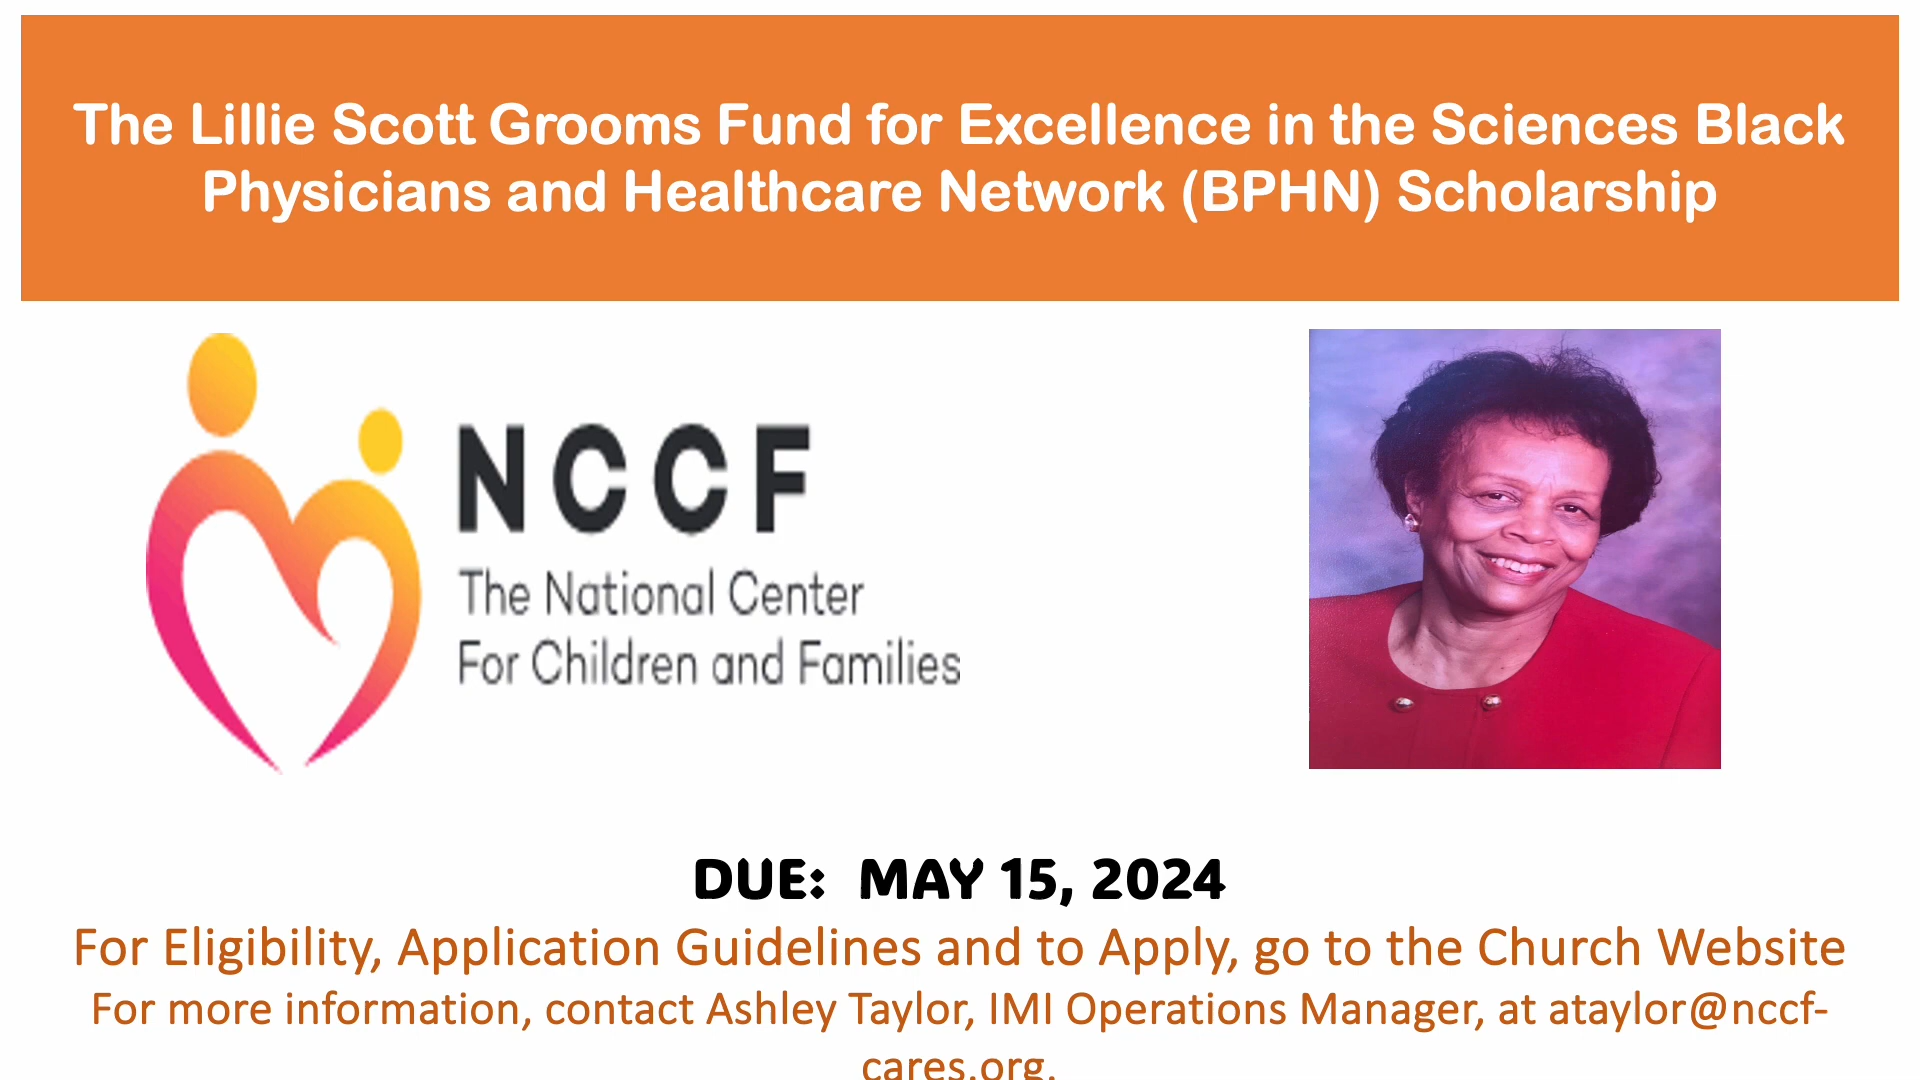 The Lillie Scott Grooms Fund for Excellence in the Sciences Black
Physicians and Healthcare Network (BPHN) Scholarship
NCCF
The National Center
For Children and Families
DUE: MAY 15, 2024
For Eligibility, Application Guidelines and to Apply, go to the Church Website
For more information, contact Ashley Taylor, IMI Operations Manager, at ataylor@nccf-
cares.org.